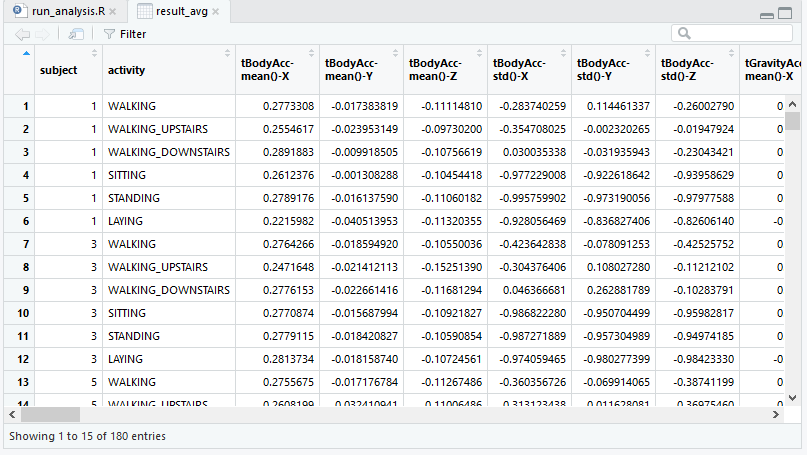 run_analysis.R result_avg
Filter
subject activity tBodyAcc-mean()-X tBodyAcc-mean()-Y tBodyAcc-mean()-Z tBodyAcc-std()-X tBodyAcc-std()-Y tBodyAcc-std()-Z tGravityAcc-mean()-X
1 1 WALKING 0.2773308 -0.017383819 -0.11114810 -0.283740259 0.114461337 -0.26002790 0
2 1 WALKING_UPSTAIRS 0.2554617 -0.023953149 -0.09730200 -0.354708025 -0.002320265 -0.01947924 0
3 1 WALKING_DOWNSTAIRS 0.2891883 -0.009918505 -0.10756619 0.030035338 -0.031935943 -0.23043421 0
4 1 SITTING 0.2612376 -0.001308288 -0.10454418 -0.977229008 -0.922618642 -0.93958629 0
5 1 STANDING 0.2789176 -0.016137590 -0.11060182 -0.995759902 -0.973190056 -0.97977588 0
6 1 LAYING 0.2215982 -0.040513953 -0.11320355 -0.928056469 -0.836827406 -0.82606140 -0
7 3 WALKING 0.2764266 -0.018594920 -0.10550036 -0.423642838 -0.078091253 -0.42525752 0
8 3 WALKING_UPSTAIRS 0.2471648 -0.021412113 -0.15251390 -0.304376406 0.108027280 -0.11212102 0
9 3 WALKING_DOWNSTAIRS 0.2776153 -0.022661416 -0.11681294 0.046366681 0.262881789 -0.10283791 0
10 3 SITTING 0.2770874 -0.015687994 -0.10921827 -0.986822280 -0.950704499 -0.95982817 0
11 3 STANDING 0.2779115 -0.018420827 -0.10590854 -0.987271889 -0.957304989 -0.94974185 0
12 3 LAYING 0.2813734 -0.018158740 -0.10724561 -0.974059465 -0.980277399 -0.98423330 -0
13 5 WALKING 0.2755675 -0.017176784 -0.11267486 -0.360356726 -0.069914065 -0.38741199 0
14 5 WALKING_UPSTAIRS 0.2608199 -0.032410941 -0.11006486 -0.313123438 -0.011628081 -0.36975460 0
Showing 1 to 15 of 180 entries